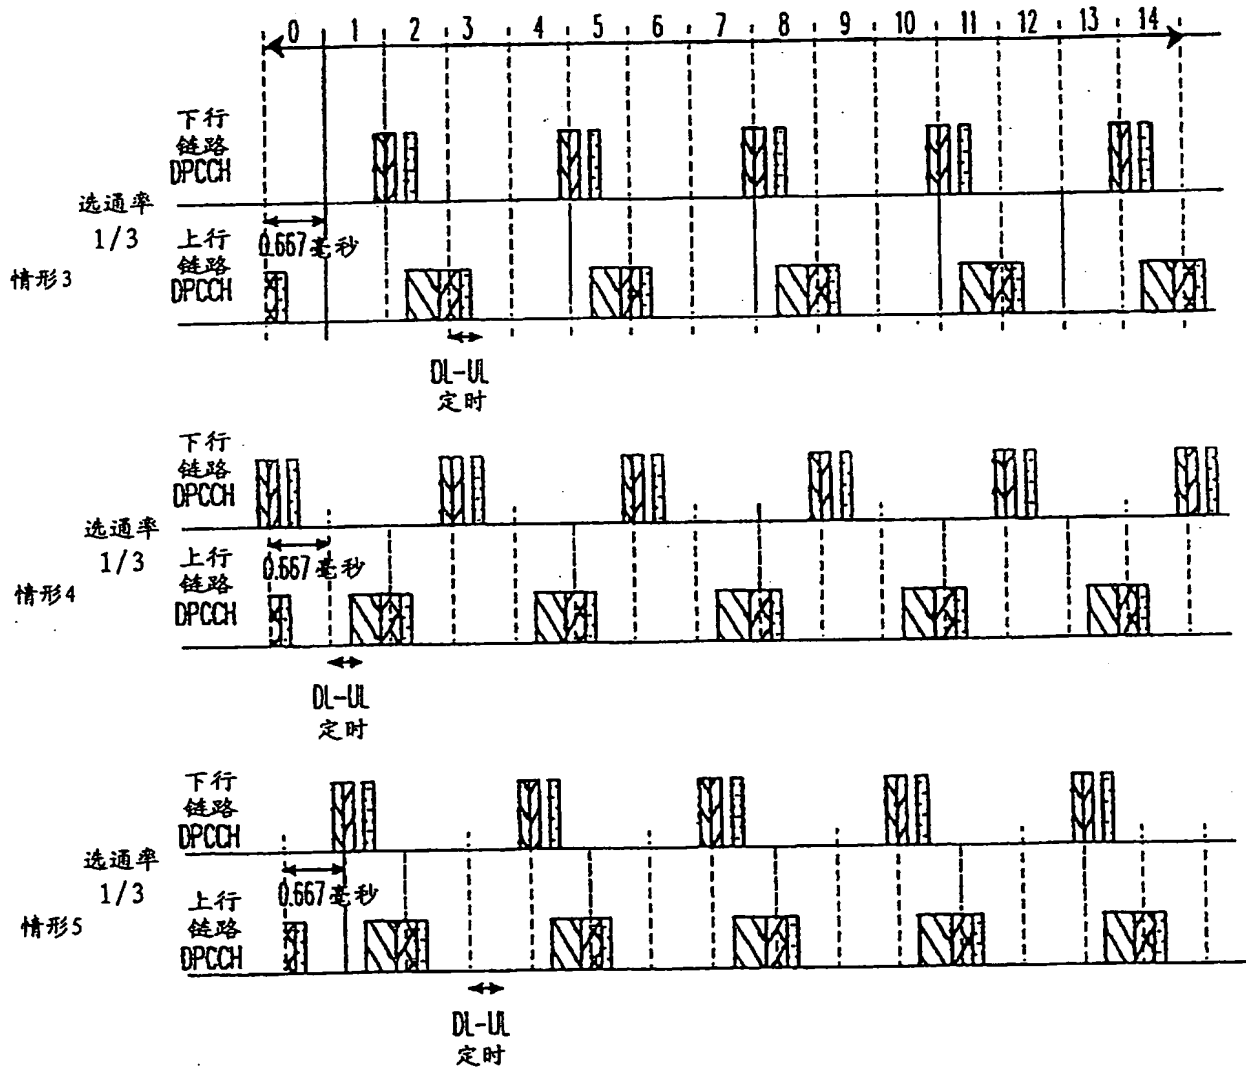 0 1 2 3 4 5 6 7 8 9 10 11 12 13 14
下行
链路
DPCCH
选通率
1/3
0.667毫秒
上行
链路
DPCCH
情形3
DL-UL
定时
下行
链路
DPCCH
选通率
1/3
0.667毫秒
上行
链路
DPCCH
情形4
DL-UL
定时
下行
链路
DPCCH
选通率
1/3
0.667毫秒
上行
链路
DPCCH
情形5
DL-UL
定时